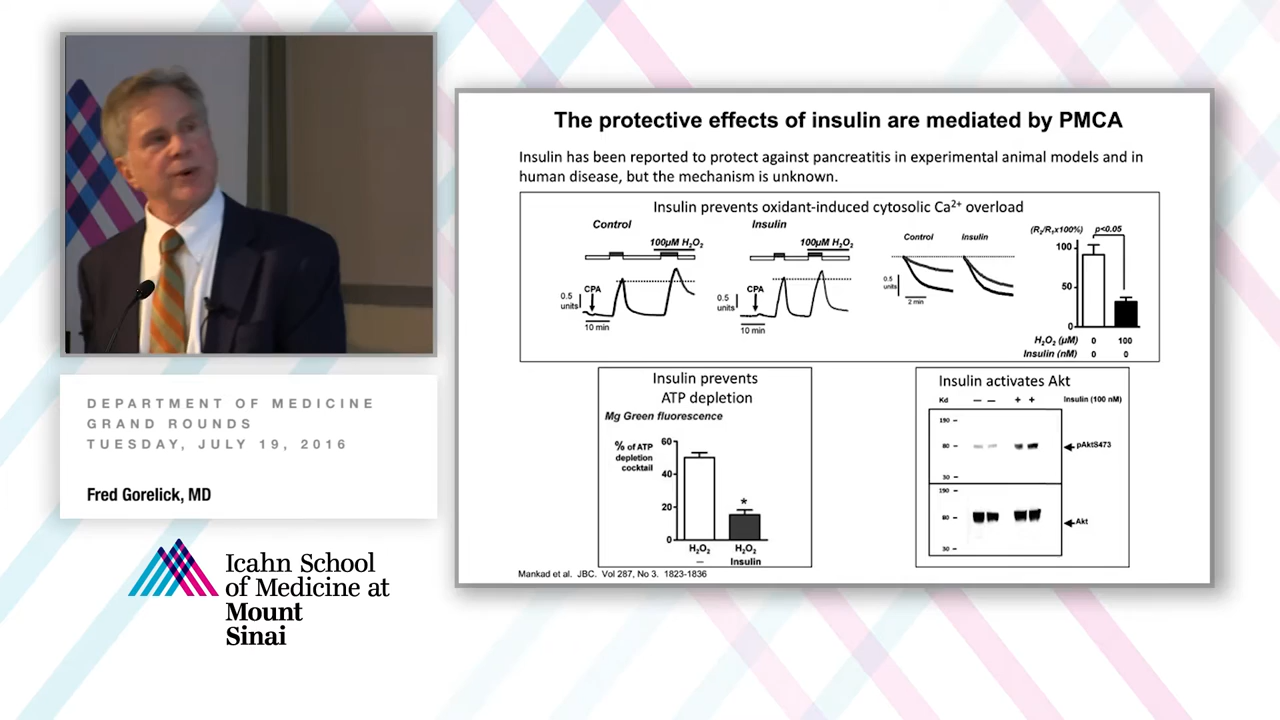 The protective effects of insulin are mediated by PMCA
Insulin has been reported to protect against pancreatitis in experimental animal models and in
human disease, but the mechanism is unknown.
Insulin prevents oxidant-induced cytosolic Ca²⁺ overload
Control
100µM H₂O₂
CPA
0.5
units
10 min
Insulin
100µM H₂O₂
CPA
0.5
units
10 min
Control
Insulin
0.5
units
2 min
(R₂/R₁x100%)
p<0.05
100
50
0
H₂O₂ (µM) 0 100
Insulin (nM) 0 0
Insulin prevents
ATP depletion
Mg Green fluorescence
% of ATP
depletion
cocktail
60
40
20
0
*
H₂O₂ H₂O₂
— Insulin
Insulin activates Akt
Kd — — + + Insulin (100 nM)
190 –
80 –
pAktS473
30 –
190 –
80 –
Akt
30 –
Mankad et al. JBC. Vol 287, No 3. 1823-1836
DEPARTMENT OF MEDICINE
GRAND ROUNDS
TUESDAY, JULY 19, 2016
Fred Gorelick, MD
Icahn School
of Medicine at
Mount
Sinai